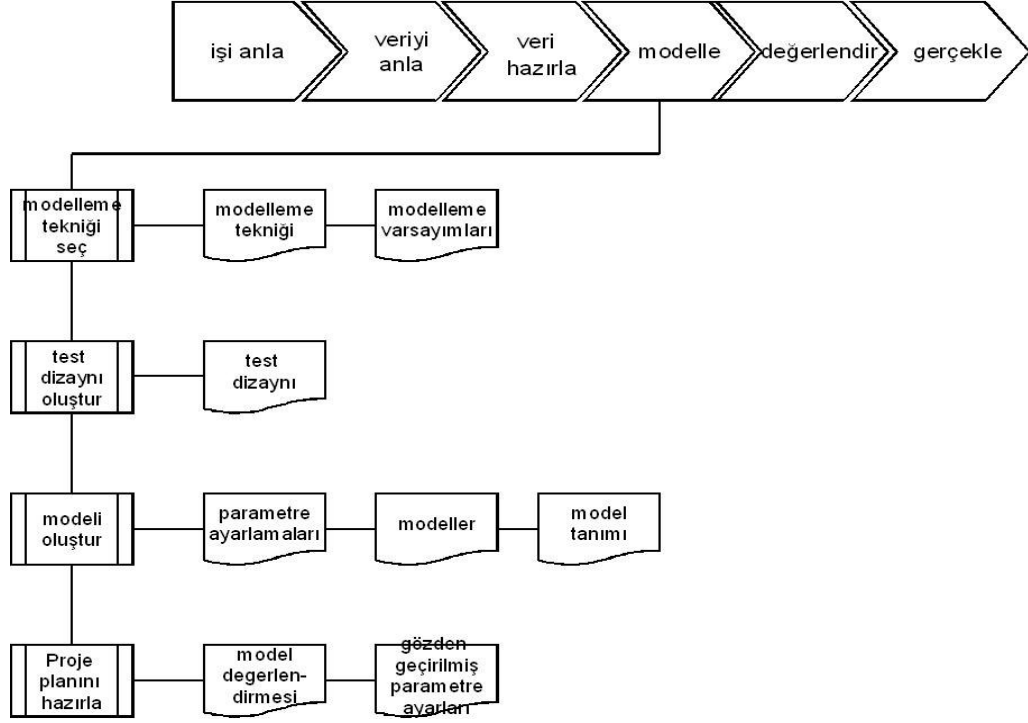 işi anla
veriyi
anla
veri
hazırla
modelle
değerlendir
gerçekle
modelleme
tekniği
seç
modelleme
tekniği
modelleme
varsayımları
test
dizaynı
oluştur
test
dizaynı
modeli
oluştur
parametre
ayarlamaları
modeller
model
tanımı
Proje
planını
hazırla
model
degerlen-
dirmesi
gözden
geçirilmiş
parametre
ayarları